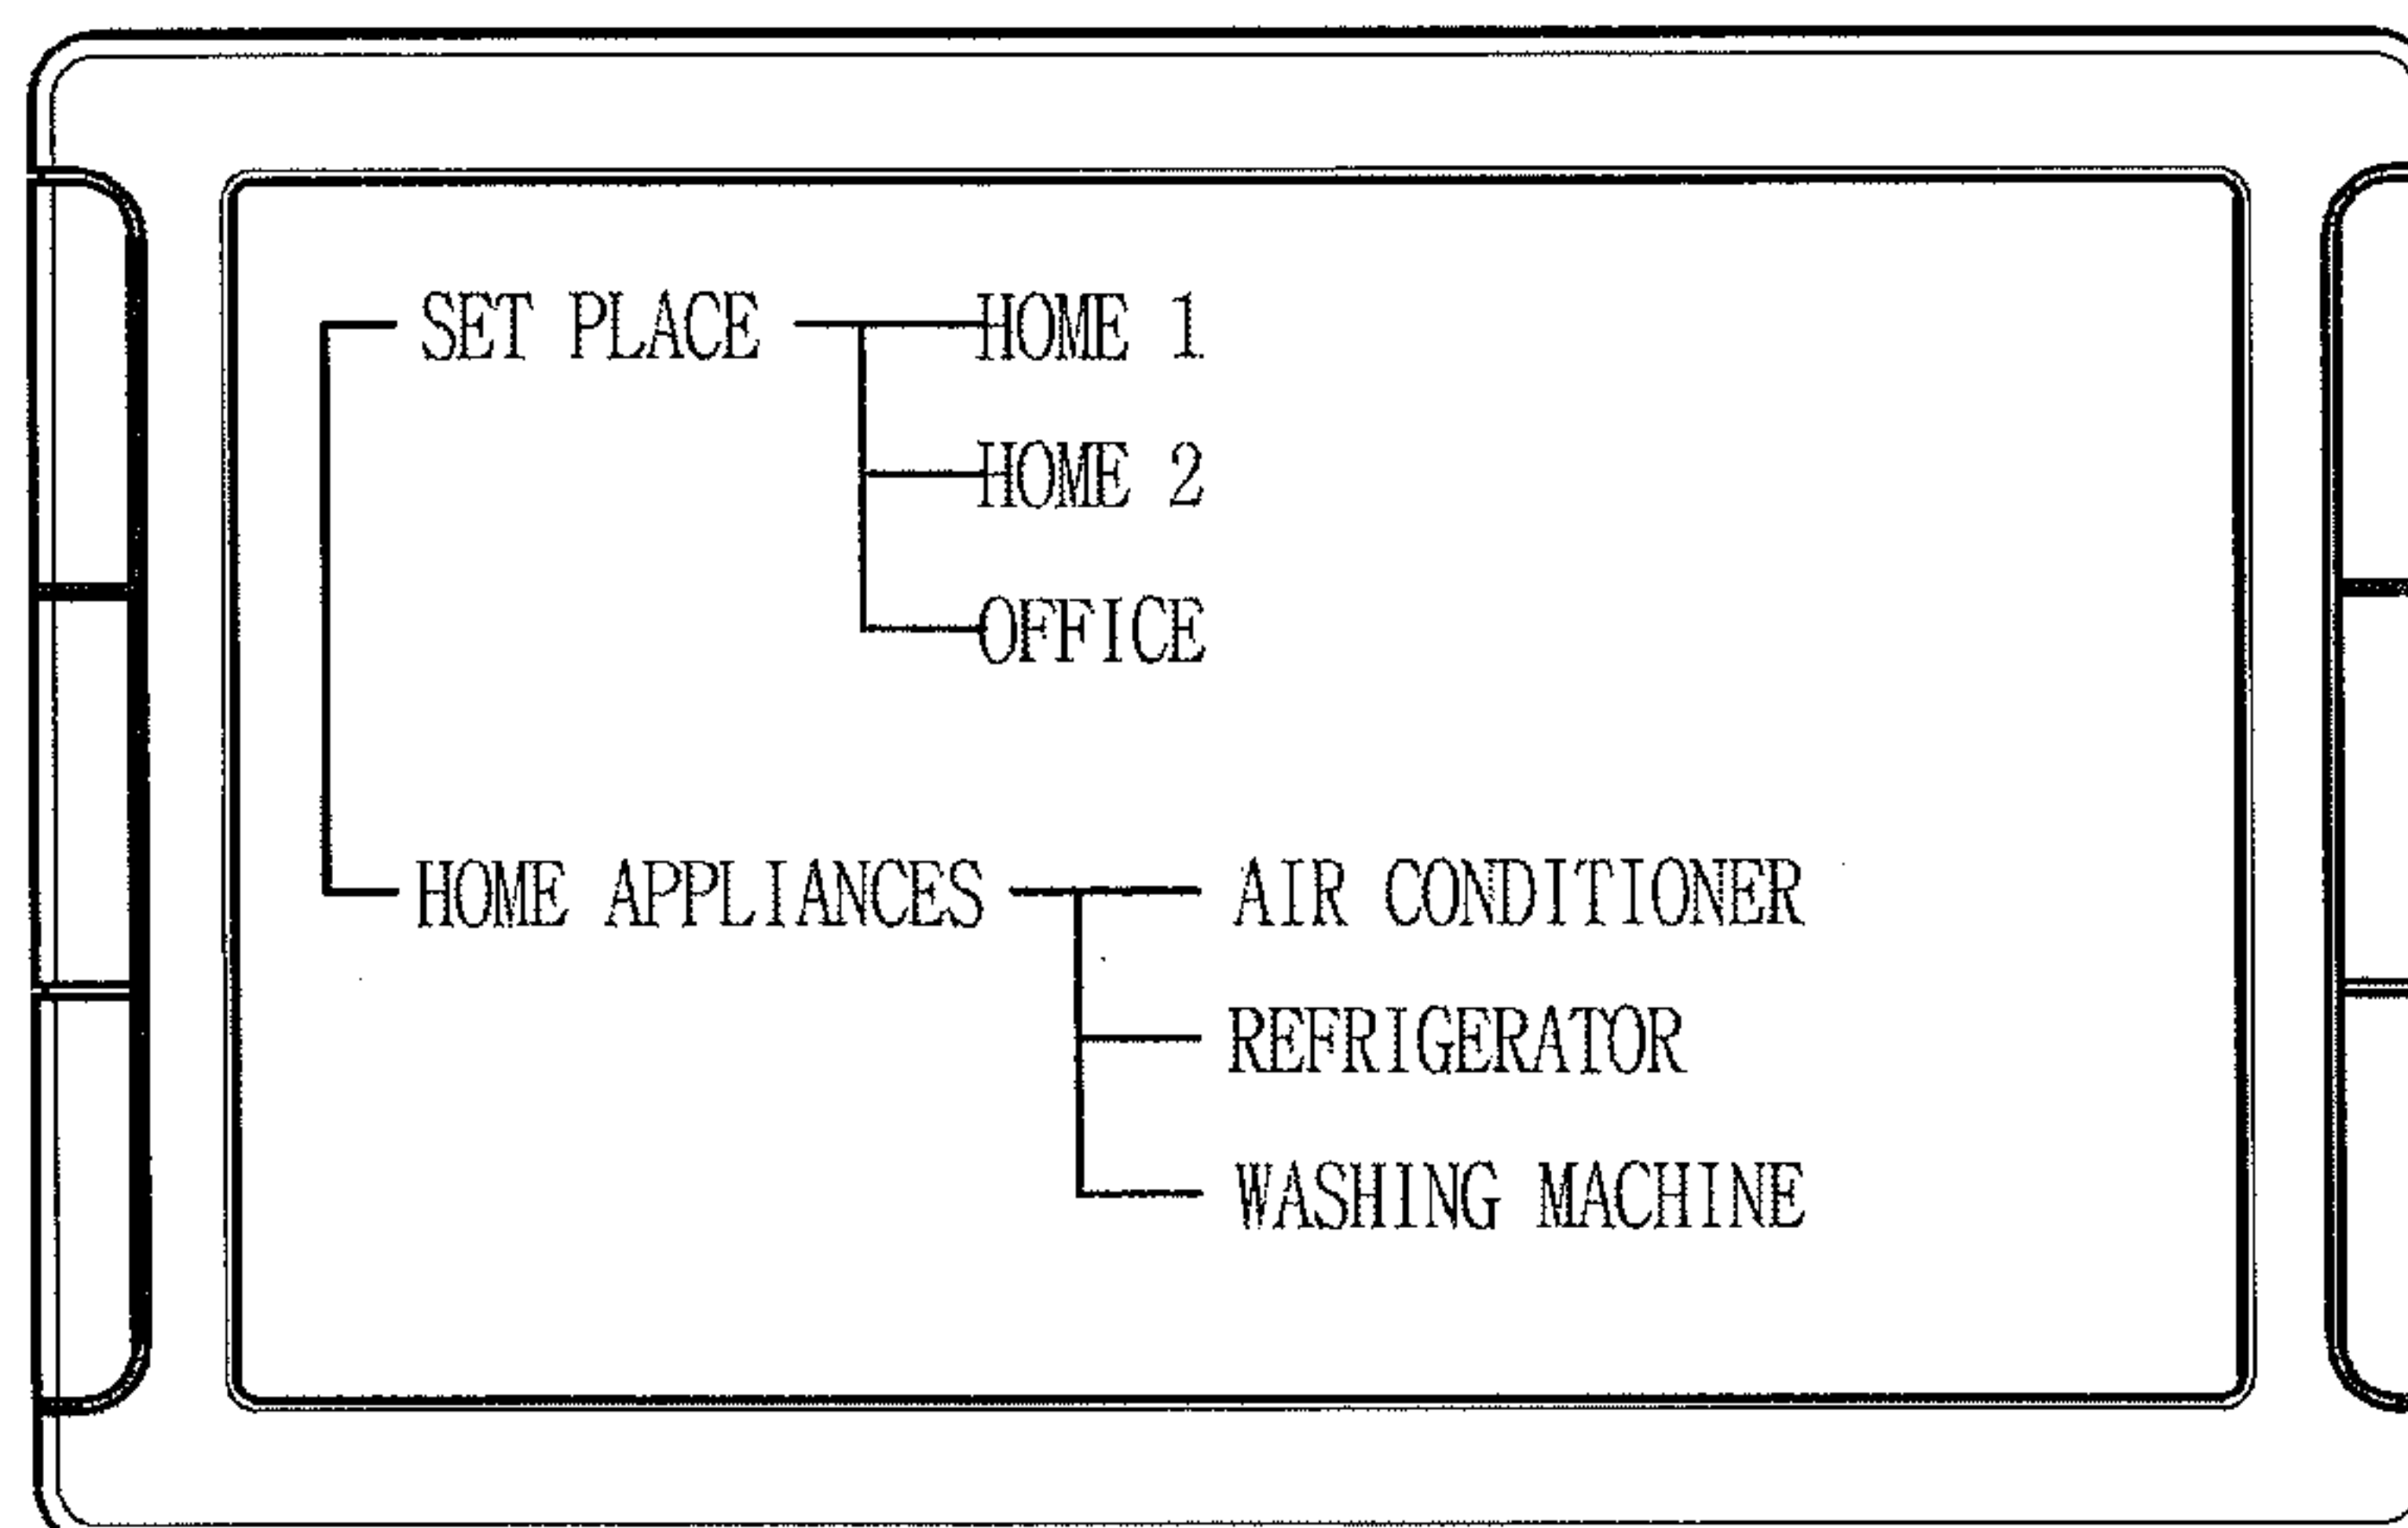 SET PLACE HOME 1
HOME 2
OFFICE
HOME APPLIANCES AIR CONDITIONER
REFRIGERATOR
WASHING MACHINE